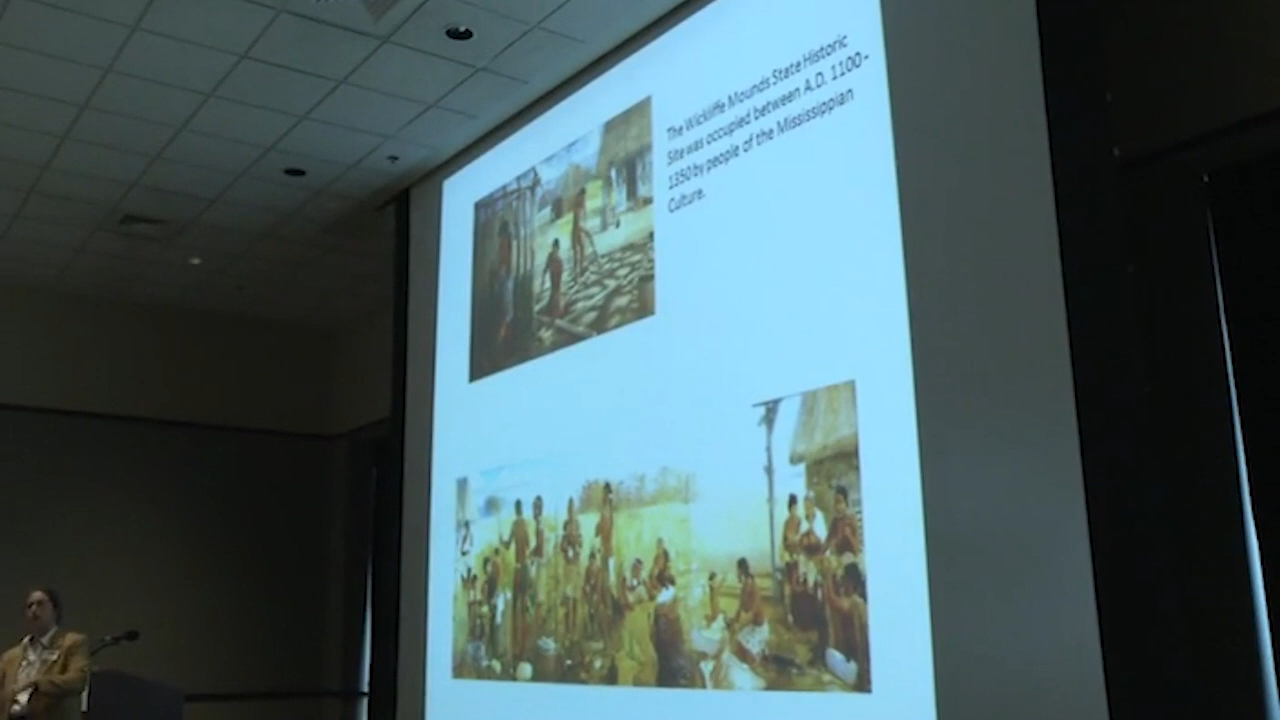 The Wickliffe Mounds State Historic
Site was occupied between A.D. 1100-
1350 by people of the Mississippian
Culture.